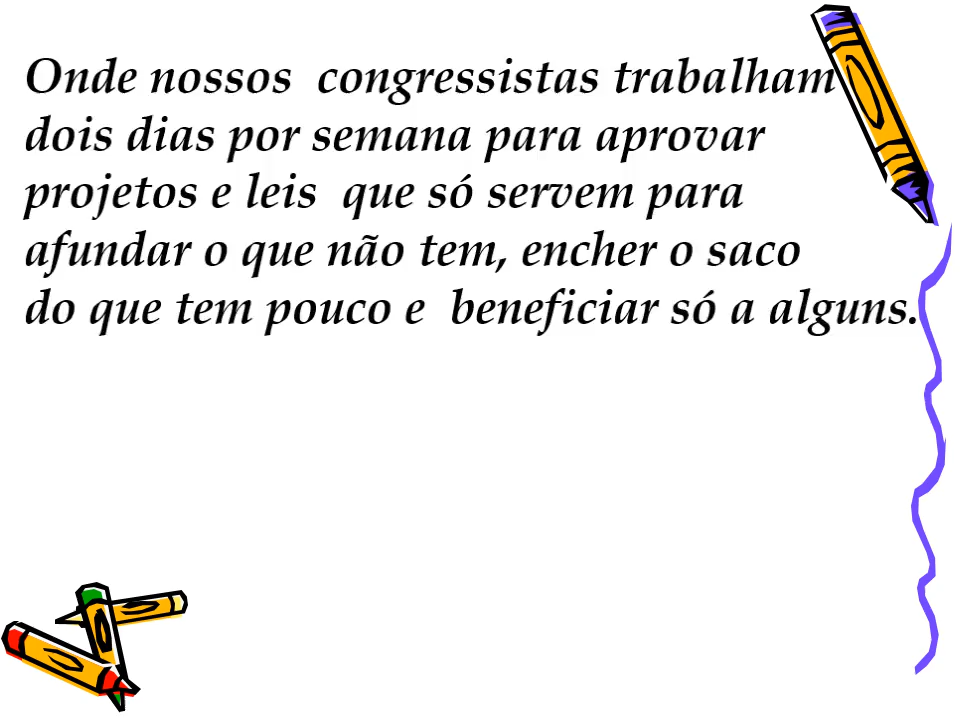 Onde nossos  congressistas trabalham
dois dias por semana para aprovar
projetos e leis  que só servem para
afundar o que não tem, encher o saco
do que tem pouco e  beneficiar só a alguns.